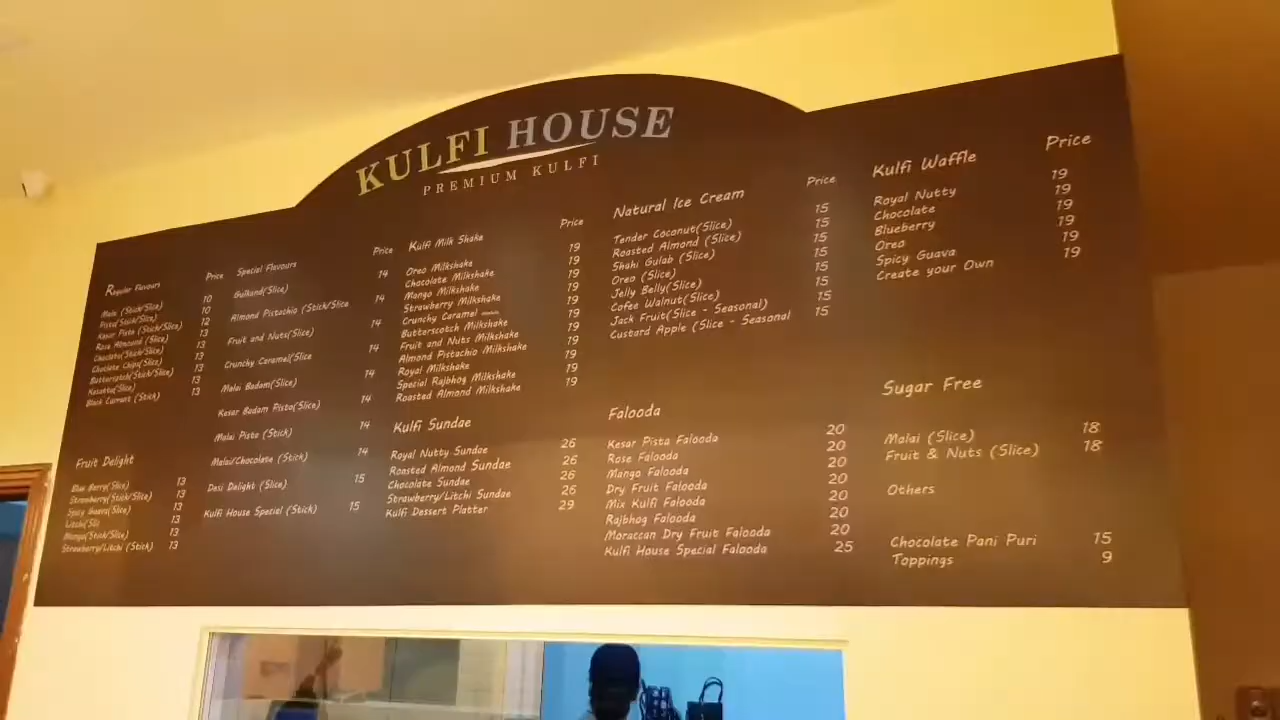 KULFI HOUSE
PREMIUM KULFI
Regular Flavours Price
Malai (Stick/Slice) 10
Pista(Stick/Slice) 10
Kesar Pista (Stick/Slice) 12
Rose Almound (Slice) 13
Choclate(Stick/Slice) 13
Choclate Chips(Slice) 13
Butterscotch(Stick/Slice) 13
Kasatta(Slice) 13
Black Currant (Stick) 13
Fruit Delight
Blue Berry(Slice) 13
Strawberry(Stick/Slice) 13
Spicy Guava(Slice) 13
Litchi(Sli 13
Mango(Stick/Slice) 13
Strawberry/Litchi (Stick) 13
Special Flavours Price
Gulkand(Slice) 14
Almond Pistachio (Stick/Slice 14
Fruit and Nuts(Slice) 14
Crunchy Caramel(Slice 14
Malai Badam(Slice) 14
Kesar Badam Pista(Slice) 14
Malai Pista (Stick) 14
Malai/Chocolate (Stick) 14
Desi Delight (Slice) 15
Kulfi House Special (Stick) 15
Kulfi Milk Shake Price
Oreo Milkshake 19
Chocolate Milkshake 19
Mango Milkshake 19
Strawberry Milkshake 19
Crunchy Caramel 19
Butterscotch Milkshake 19
Fruit and Nuts Milkshake 19
Almond Pistachio Milkshake 19
Royal Milkshake 19
Special Rajbhog Milkshake 19
Roasted Almond Milkshake 19
Kulfi Sundae
Royal Nutty Sundae 26
Roasted Almond Sundae 26
Chocolate Sundae 26
Strawberry/Litchi Sundae 26
Kulfi Dessert Platter 29
Natural Ice Cream Price
Tender Coconut(Slice) 15
Roasted Almond (Slice) 15
Shahi Gulab (Slice) 15
Oreo (Slice) 15
Jelly Belly(Slice) 15
Cofee Walnut(Slice) 15
Jack Fruit(Slice - Seasonal) 15
Custard Apple (Slice - Seasonal 15
Falooda
Kesar Pista Falooda 20
Rose Falooda 20
Mango Falooda 20
Dry Fruit Falooda 20
Mix Kulfi Falooda 20
Rajbhog Falooda 20
Moraccan Dry Fruit Falooda 20
Kulfi House Special Falooda 25
Kulfi Waffle Price
Royal Nutty 19
Chocolate 19
Blueberry 19
Oreo 19
Spicy Guava 19
Create your Own 19
Sugar Free
Malai (Slice) 18
Fruit & Nuts (Slice) 18
Others
Chocolate Pani Puri 15
Toppings 9